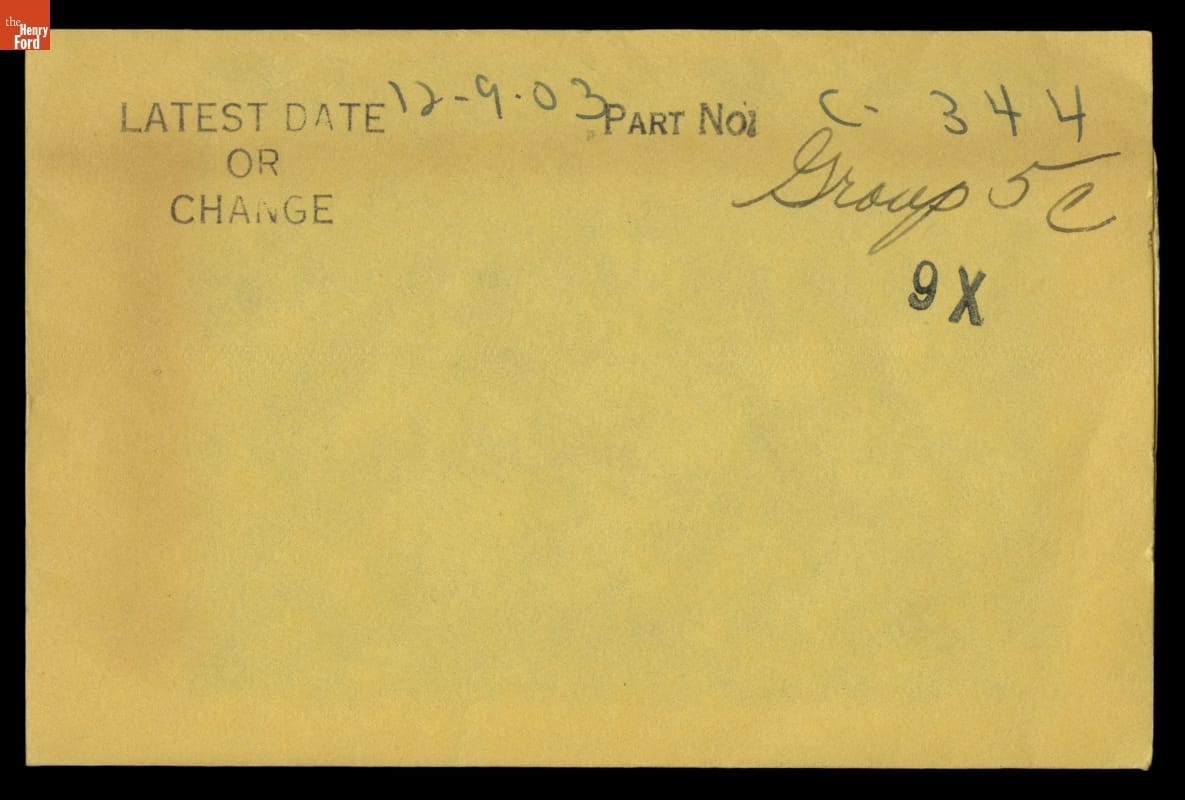 the
Henry
Ford
LATEST DATE 12-9-03 PART NO. C-344
OR
CHANGE
Group 5C
9X